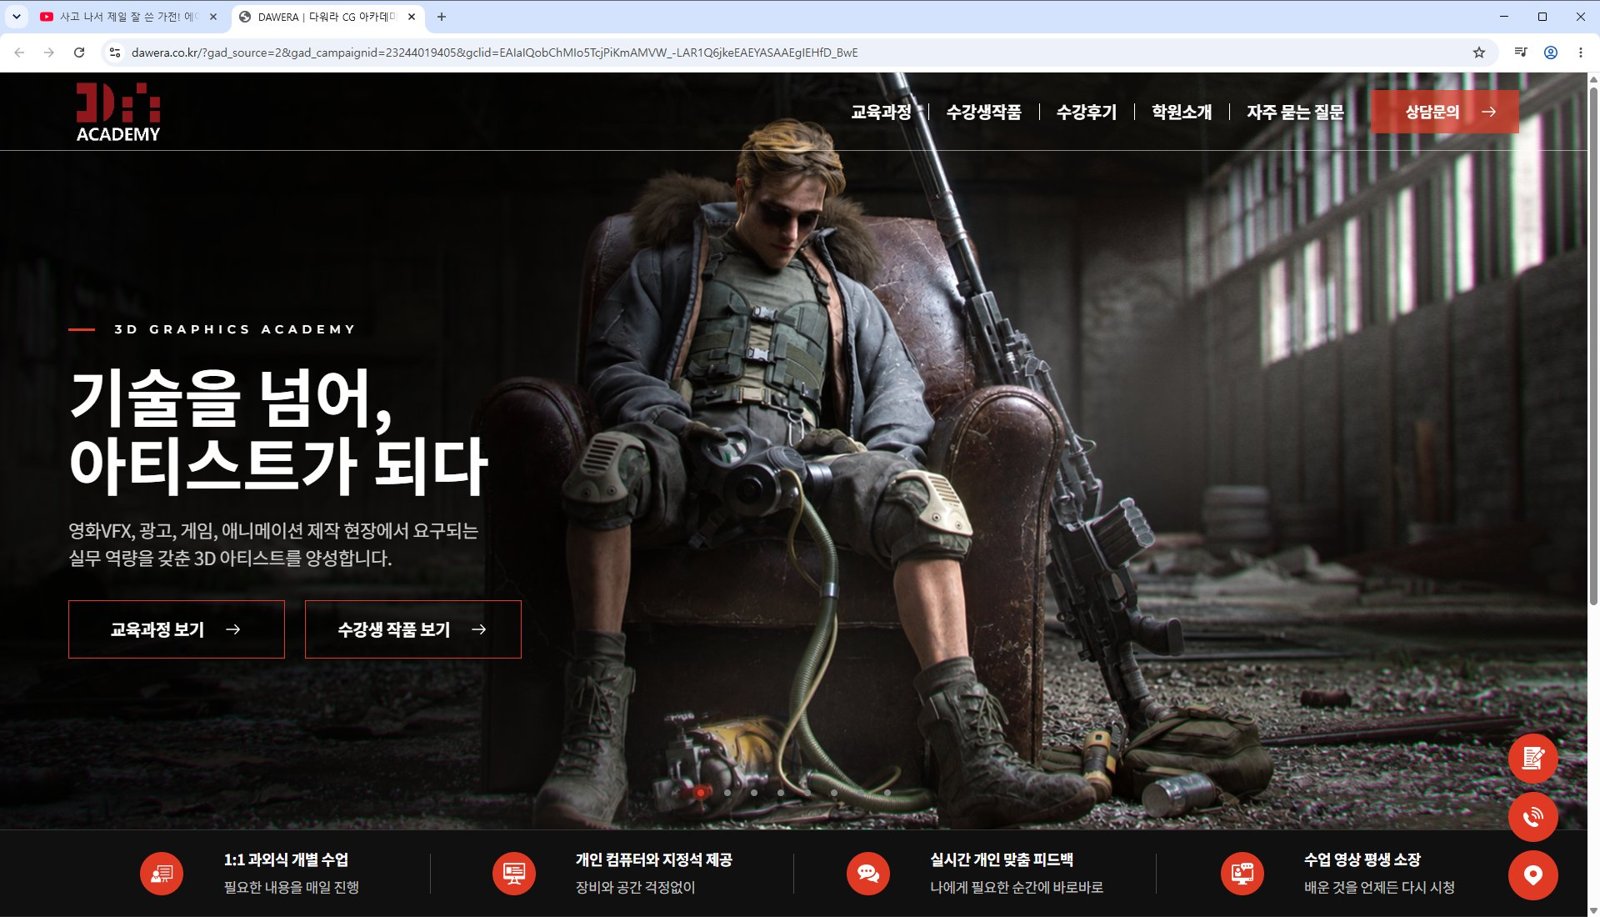 사고 나서 제일 잘 쓴 가전!
DAWERA | 다워라 CG 아카데미
dawera.co.kr/?gad_source=2&gad_campaignid=23244019405&gclid=EAIaIQobChMIo5TcjPiKmAMVW_-LAR1Q6jkeEAEYASAAEgIEHfD_BwE
ACADEMY
교육과정
수강생작품
수강후기
학원소개
자주 묻는 질문
상담문의
3D GRAPHICS ACADEMY
기술을 넘어,
아티스트가 되다
영화VFX, 광고, 게임, 애니메이션 제작 현장에서 요구되는
실무 역량을 갖춘 3D 아티스트를 양성합니다.
교육과정 보기
수강생 작품 보기
1:1 과외식 개별 수업
필요한 내용을 매일 진행
개인 컴퓨터와 지정석 제공
장비와 공간 걱정없이
실시간 개인 맞춤 피드백
나에게 필요한 순간에 바로바로
수업 영상 평생 소장
배운 것을 언제든 다시 시청